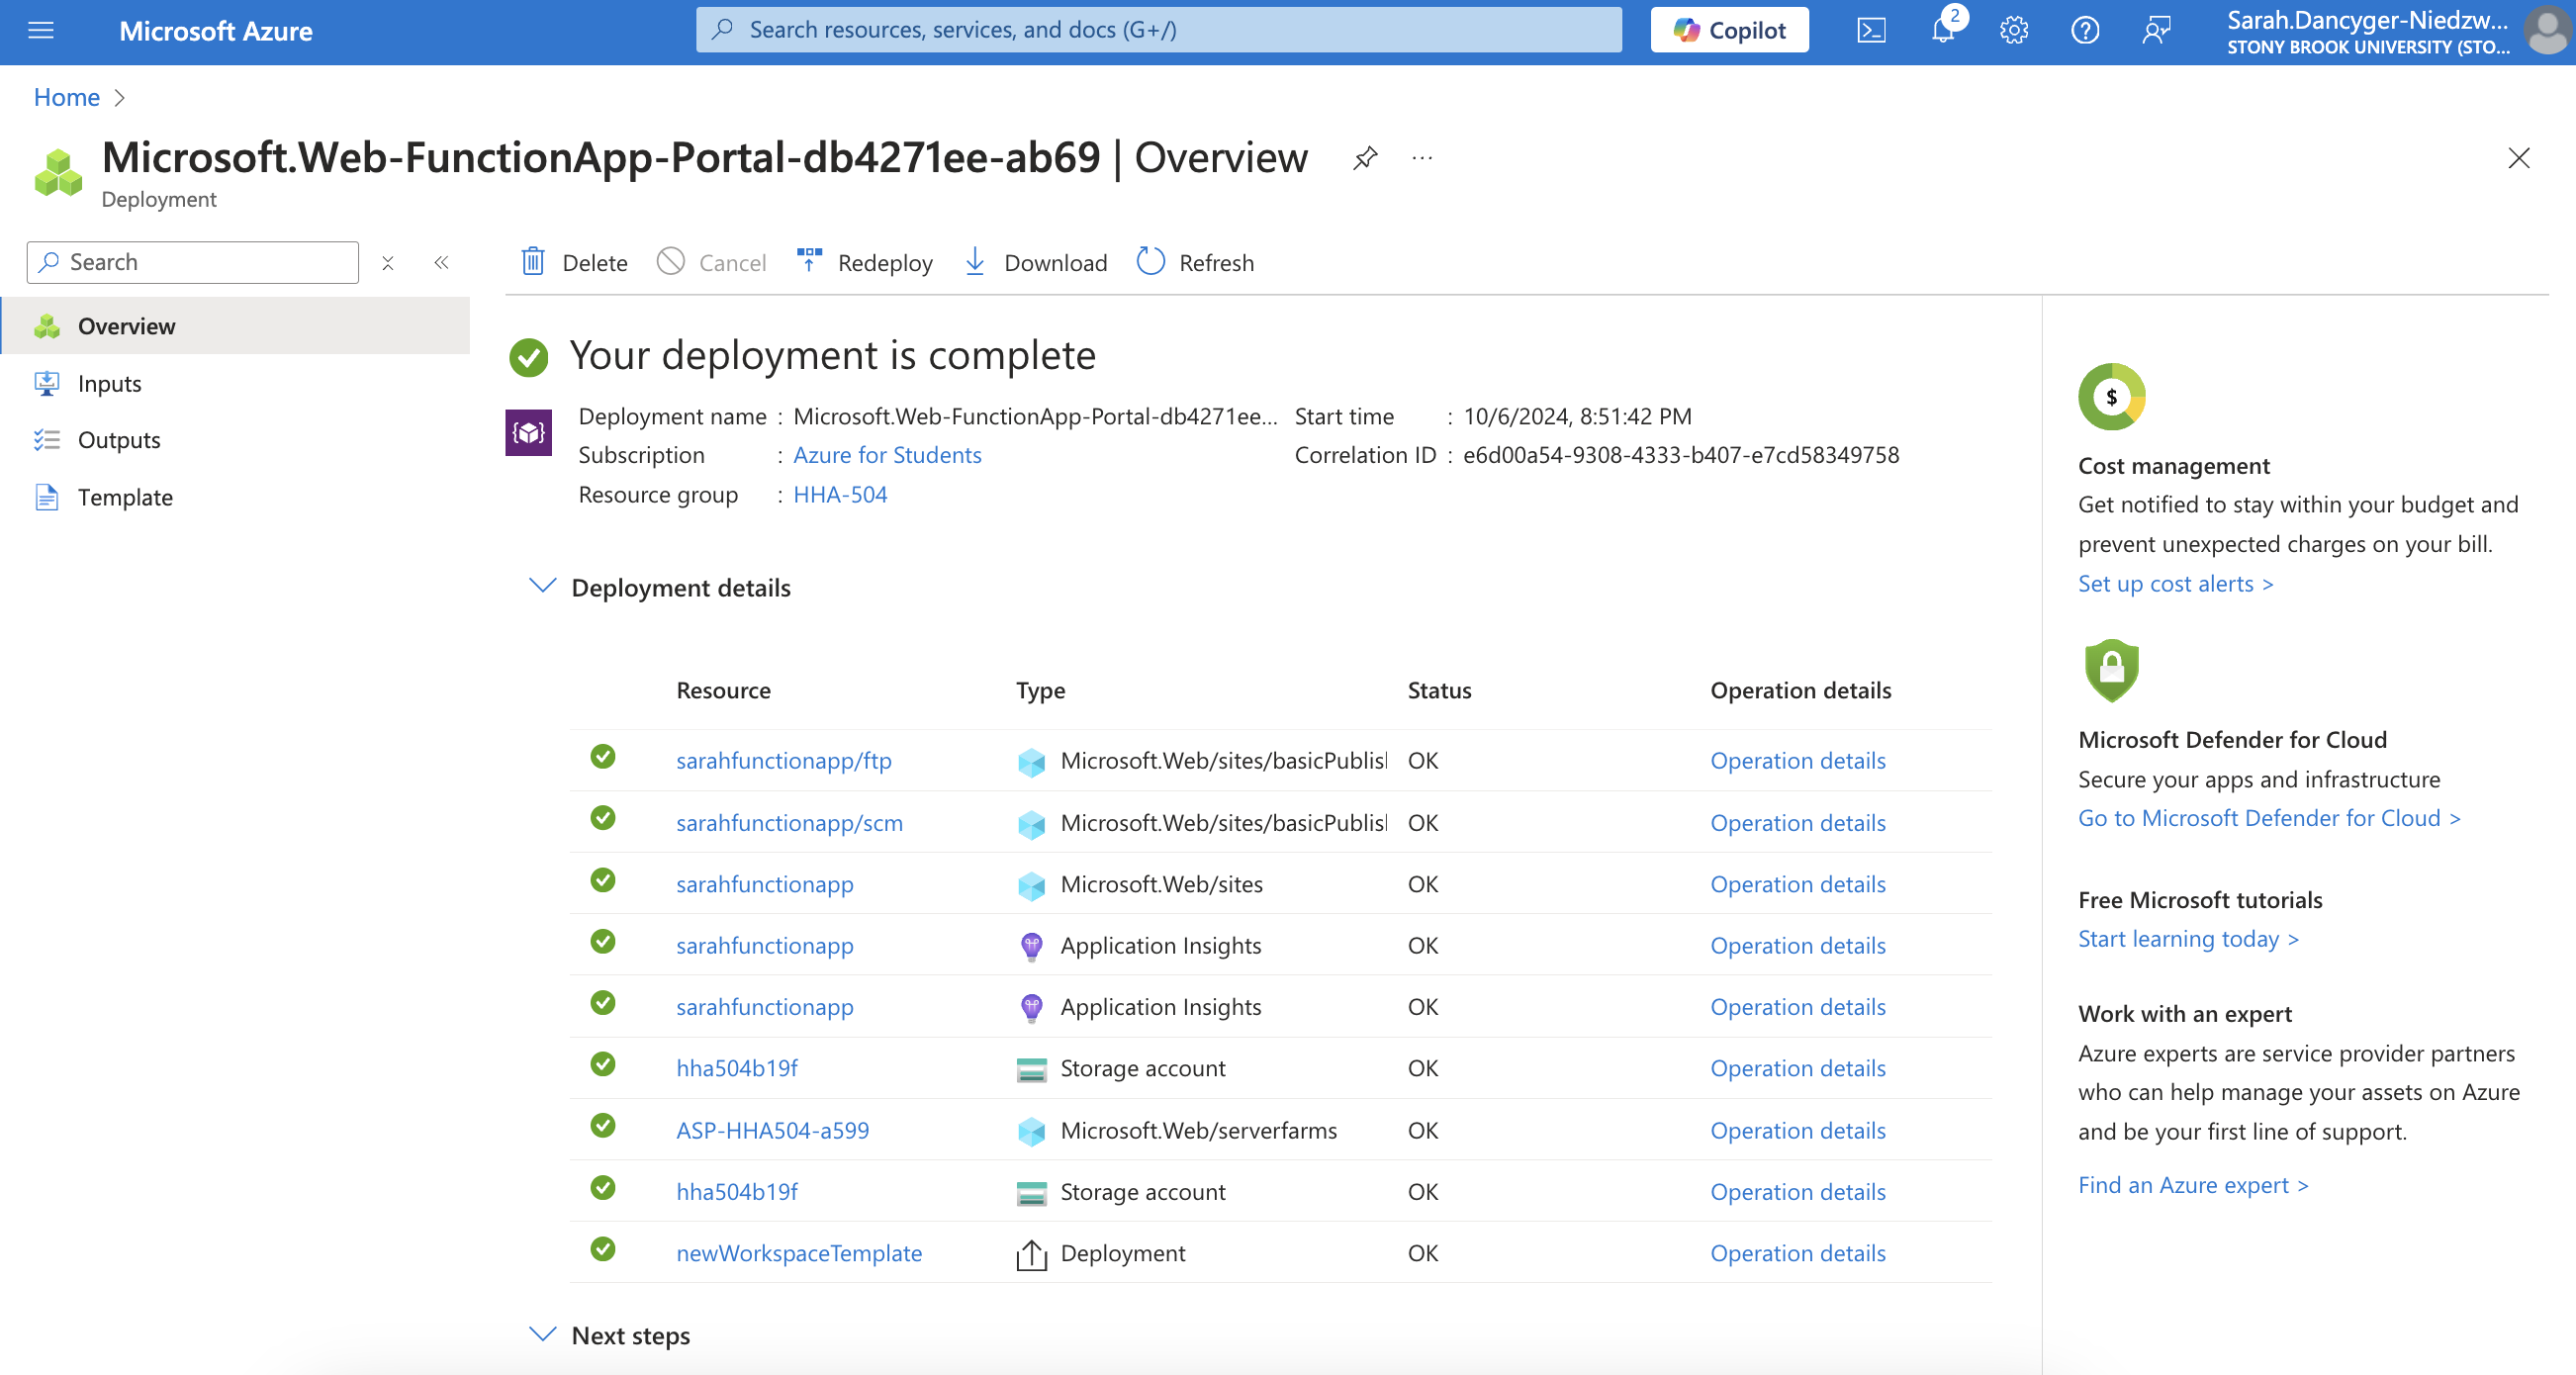 Microsoft Azure
Search resources, services, and docs (G+/)
Copilot
2
Sarah.Dancyger-Niedzw...
STONY BROOK UNIVERSITY (STO...
Home >
Microsoft.Web-FunctionApp-Portal-db4271ee-ab69 | Overview
Deployment
Search
Delete Cancel Redeploy Download Refresh
Overview
Inputs
Outputs
Template
Your deployment is complete
Deployment name : Microsoft.Web-FunctionApp-Portal-db4271ee... Start time : 10/6/2024, 8:51:42 PM
Subscription : Azure for Students Correlation ID : e6d00a54-9308-4333-b407-e7cd58349758
Resource group : HHA-504
Deployment details
Resource Type Status Operation details
sarahfunctionapp/ftp Microsoft.Web/sites/basicPublisl OK Operation details
sarahfunctionapp/scm Microsoft.Web/sites/basicPublisl OK Operation details
sarahfunctionapp Microsoft.Web/sites OK Operation details
sarahfunctionapp Application Insights OK Operation details
sarahfunctionapp Application Insights OK Operation details
hha504b19f Storage account OK Operation details
ASP-HHA504-a599 Microsoft.Web/serverfarms OK Operation details
hha504b19f Storage account OK Operation details
newWorkspaceTemplate Deployment OK Operation details
Next steps
$
Cost management
Get notified to stay within your budget and
prevent unexpected charges on your bill.
Set up cost alerts >
Microsoft Defender for Cloud
Secure your apps and infrastructure
Go to Microsoft Defender for Cloud >
Free Microsoft tutorials
Start learning today >
Work with an expert
Azure experts are service provider partners
who can help manage your assets on Azure
and be your first line of support.
Find an Azure expert >